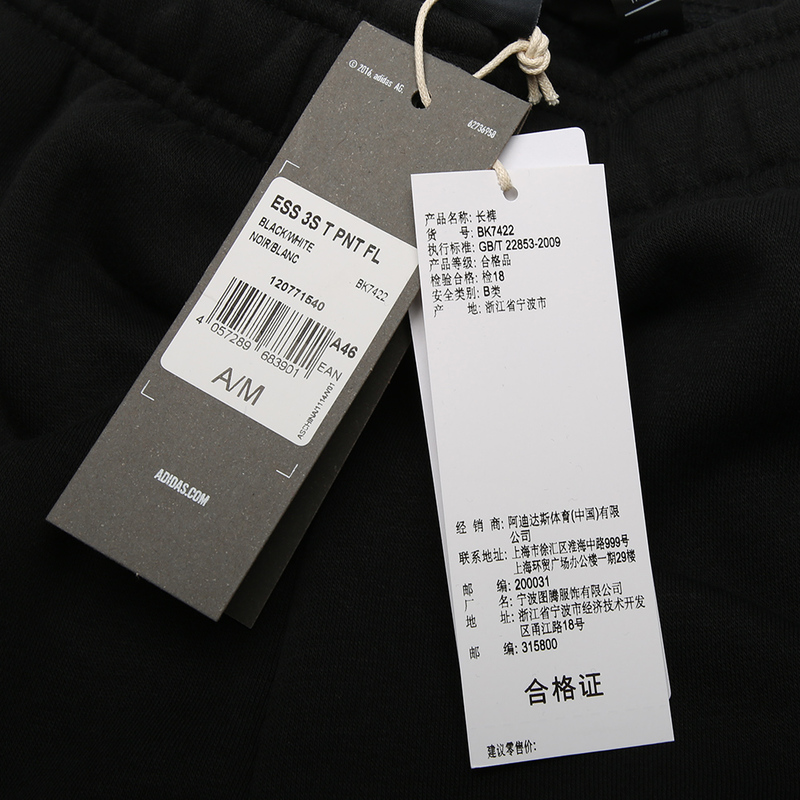 © 2016, adidas AG.
62736958
ESS 3S T PNT FL
BLACK/WHITE
NOIR/BLANC
BK7422
120771540
A46
4 057289 683901
EAN
A/M
ASCHINA/1114/V01
ADIDAS.COM
产品名称: 长裤
货 号: BK7422
执行标准: GB/T 22853-2009
产品等级: 合格品
检验合格: 检18
安全类别: B类
产 地: 浙江省宁波市
经 销 商: 阿迪达斯体育(中国)有限
公司
联系地址: 上海市徐汇区淮海中路999号
上海环贸广场办公楼一期29楼
邮 编: 200031
厂 名: 宁波图腾服饰有限公司
地 址: 浙江省宁波市经济技术开发
区甬江路18号
邮 编: 315800
合格证
建议零售价: